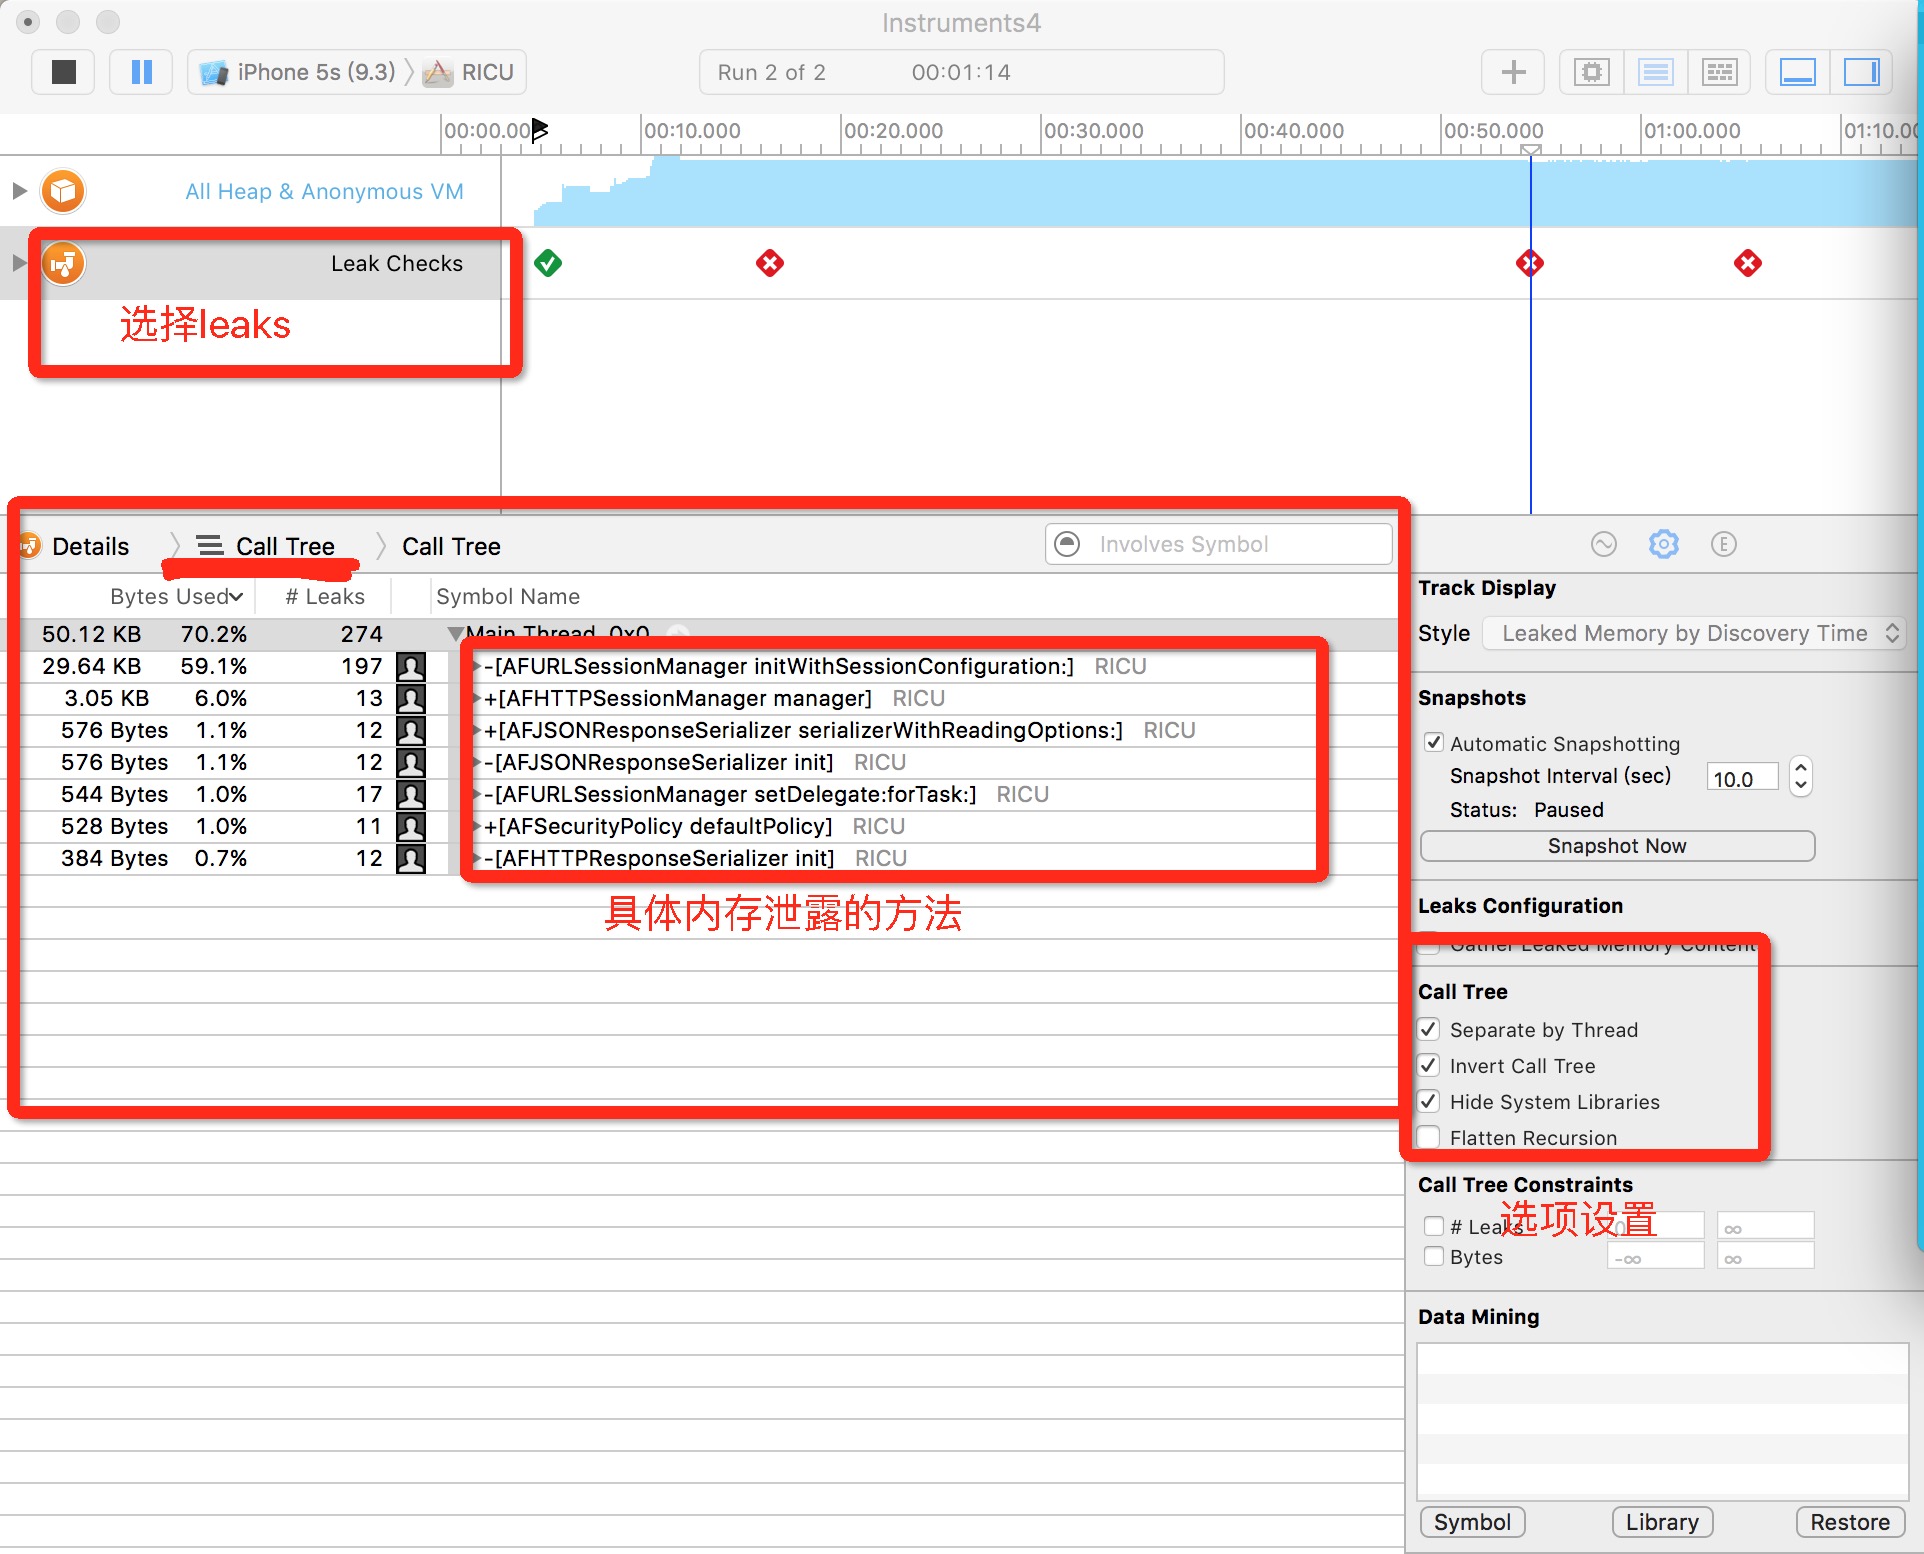 Instruments4
iPhone 5s (9.3) RICU
Run 2 of 2 00:01:14
00:00.00 00:10.000 00:20.000 00:30.000 00:40.000 00:50.000 01:00.000 01:10.0
All Heap & Anonymous VM
Leak Checks
选择leaks
Details Call Tree Call Tree
Involves Symbol
Bytes Used # Leaks Symbol Name
50.12 KB 70.2% 274 Main Thread 0x0
29.64 KB 59.1% 197 -[AFURLSessionManager initWithSessionConfiguration:] RICU
3.05 KB 6.0% 13 +[AFHTTPSessionManager manager] RICU
576 Bytes 1.1% 12 +[AFJSONResponseSerializer serializerWithReadingOptions:] RICU
576 Bytes 1.1% 12 -[AFJSONResponseSerializer init] RICU
544 Bytes 1.0% 17 -[AFURLSessionManager setDelegate:forTask:] RICU
528 Bytes 1.0% 11 +[AFSecurityPolicy defaultPolicy] RICU
384 Bytes 0.7% 12 -[AFHTTPResponseSerializer init] RICU
具体内存泄露的方法
E
Track Display
Style Leaked Memory by Discovery Time
Snapshots
Automatic Snapshotting
Snapshot Interval (sec) 10.0
Status: Paused
Snapshot Now
Leaks Configuration
Gather Leaked Memory Content
Call Tree
Separate by Thread
Invert Call Tree
Hide System Libraries
Flatten Recursion
Call Tree Constraints
# Leaks 0 ∞
选项设置
Bytes -∞ ∞
Data Mining
Symbol Library Restore